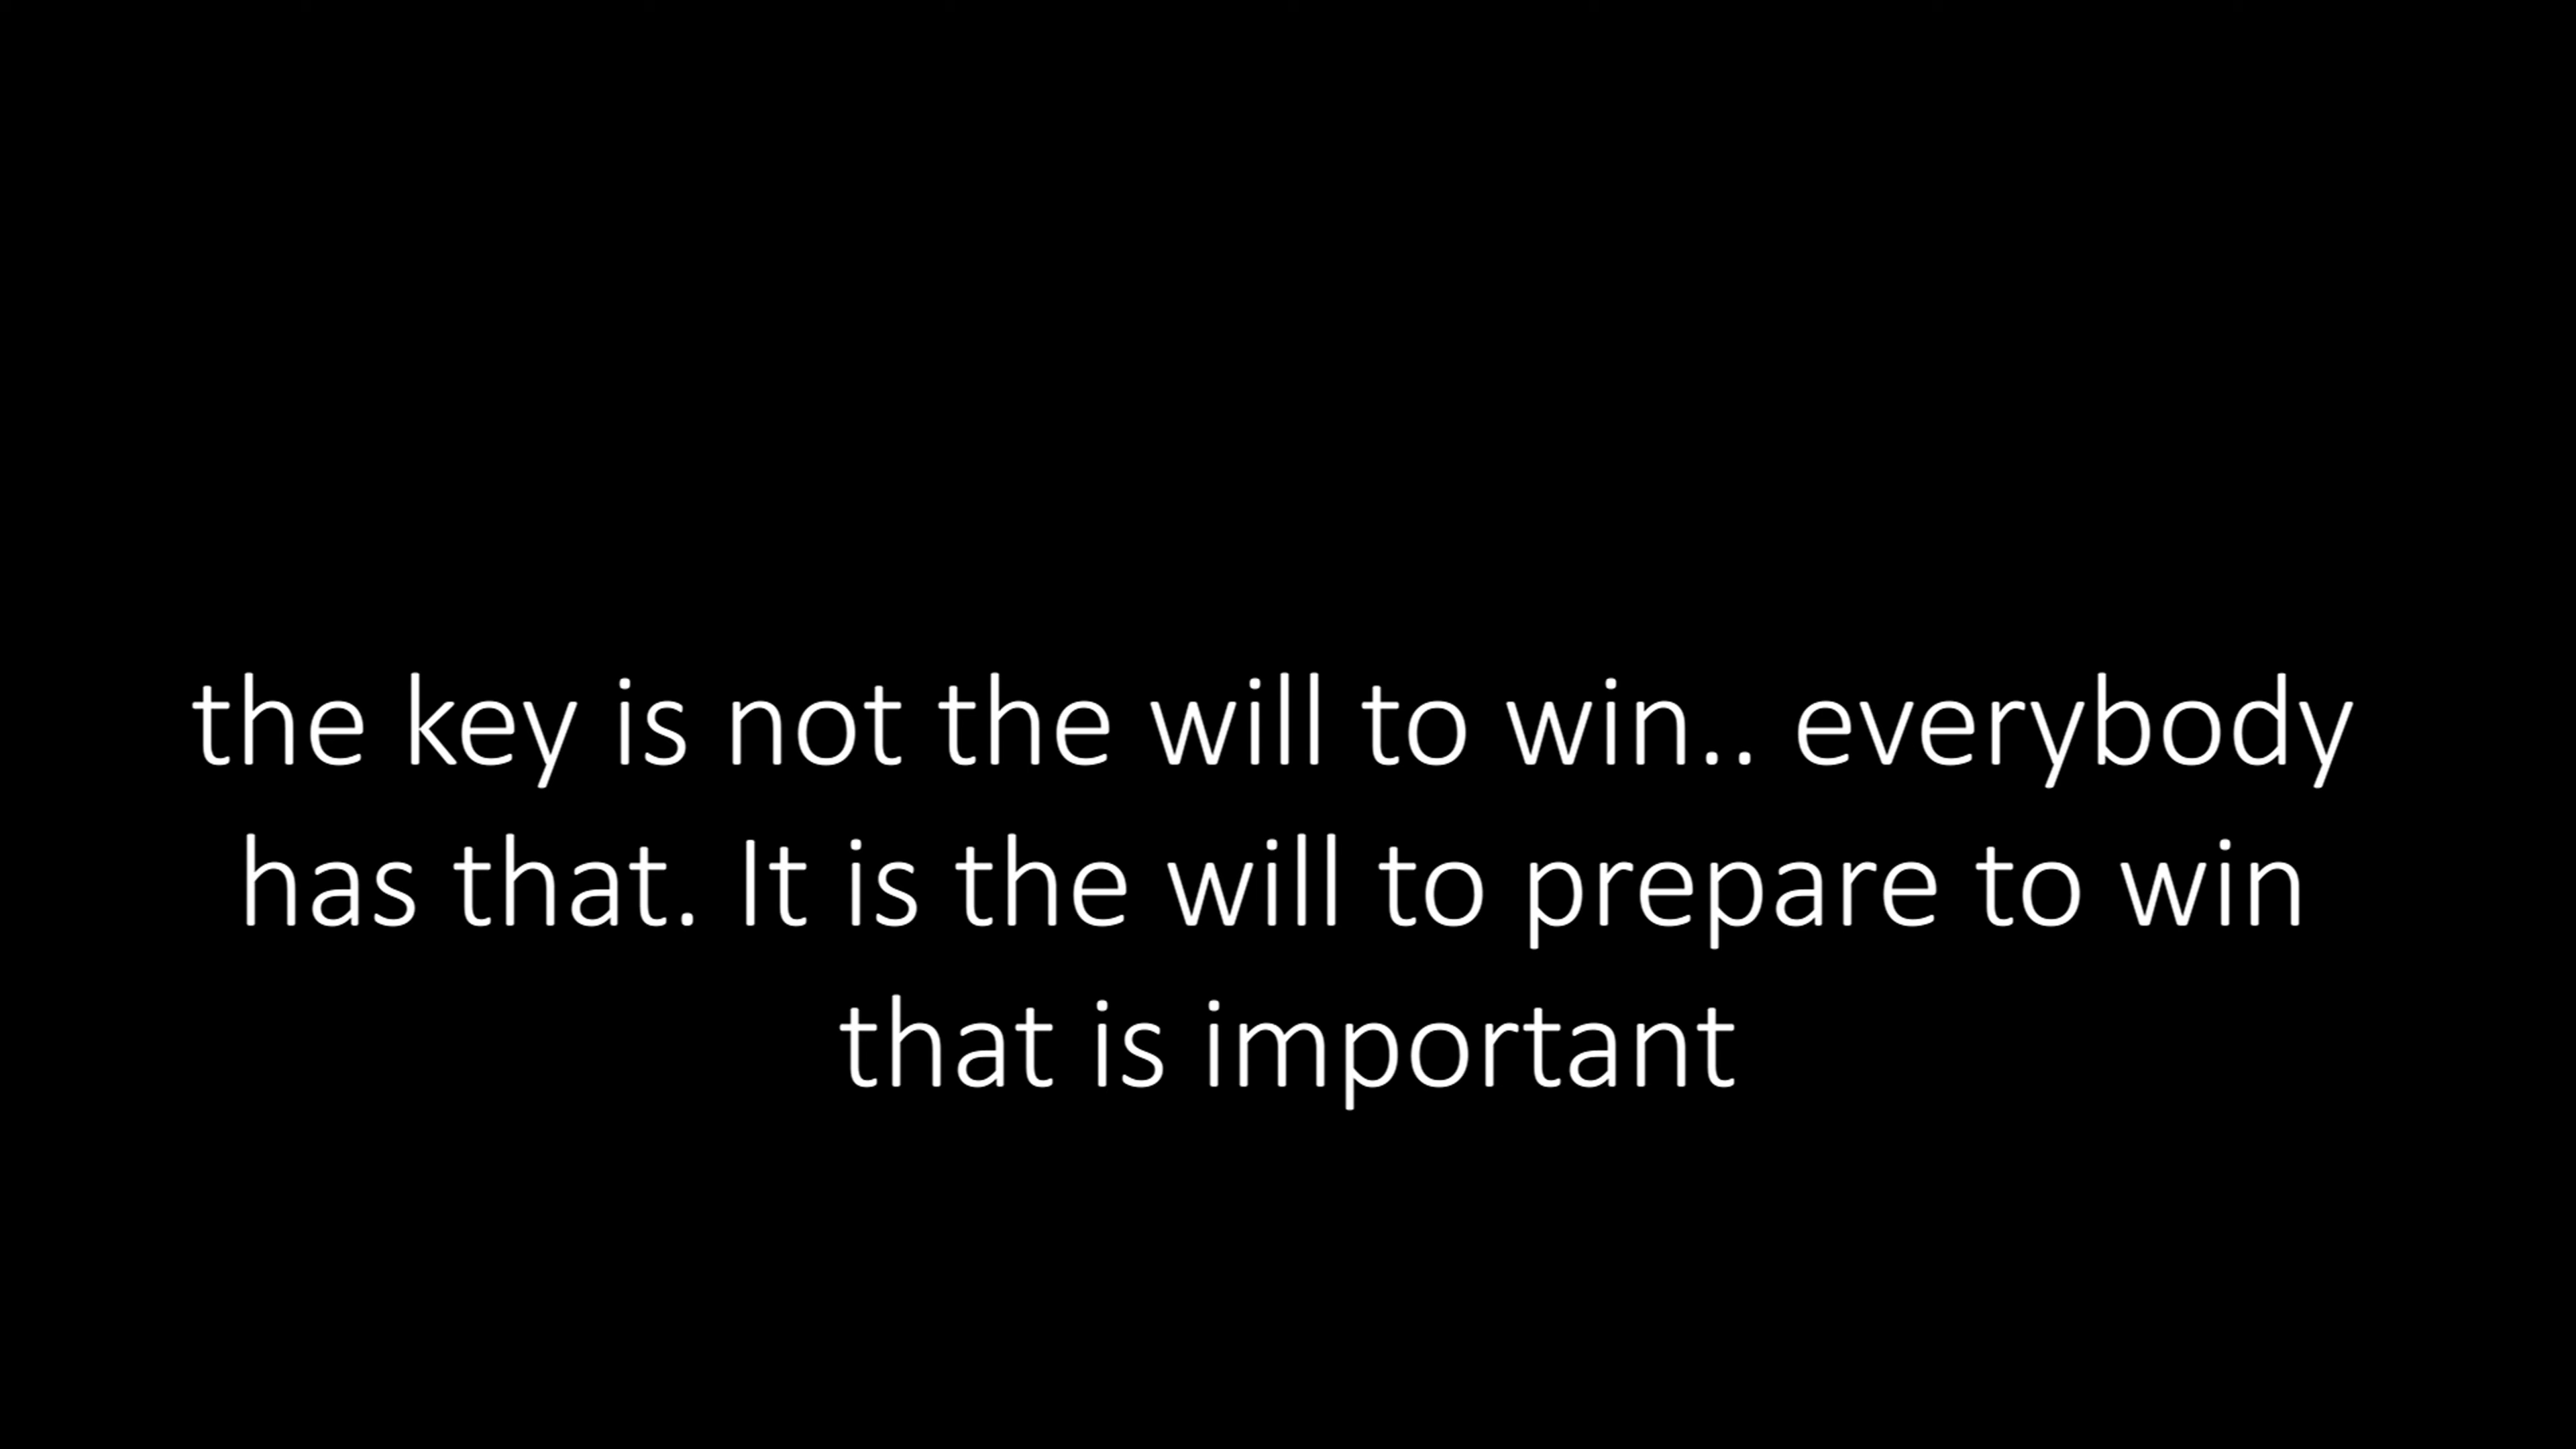 the key is not the will to win.. everybody
has that. It is the will to prepare to win
that is important